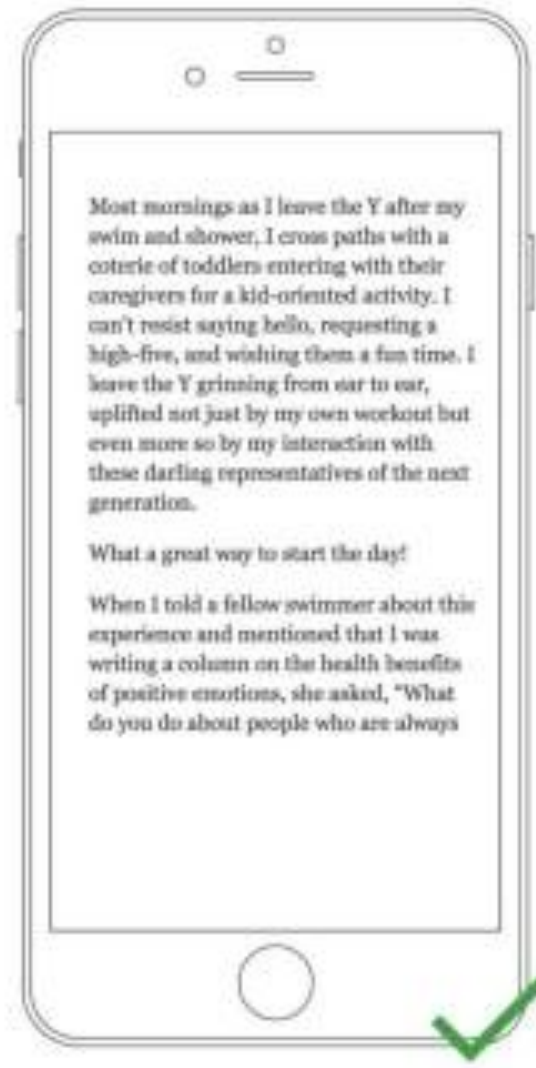 Most mornings as I leave the Y after my
swim and shower, I cross paths with a
coterie of toddlers entering with their
caregivers for a kid-oriented activity. I
can't resist saying hello, requesting a
high-five, and wishing them a fun time. I
leave the Y grinning from ear to ear,
uplifted not just by my own workout but
even more so by my interaction with
these darling representatives of the next
generation.
What a great way to start the day!
When I told a fellow swimmer about this
experience and mentioned that I was
writing a column on the health benefits
of positive emotions, she asked, "What
do you do about people who are always